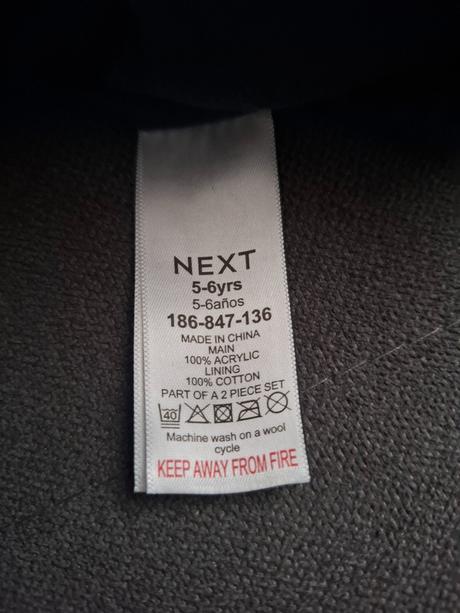 NEXT
5-6yrs
5-6años
186-847-136
MADE IN CHINA
MAIN
100% ACRYLIC
LINING
100% COTTON
PART OF A 2 PIECE SET
40
Machine wash on a wool
cycle
KEEP AWAY FROM FIRE